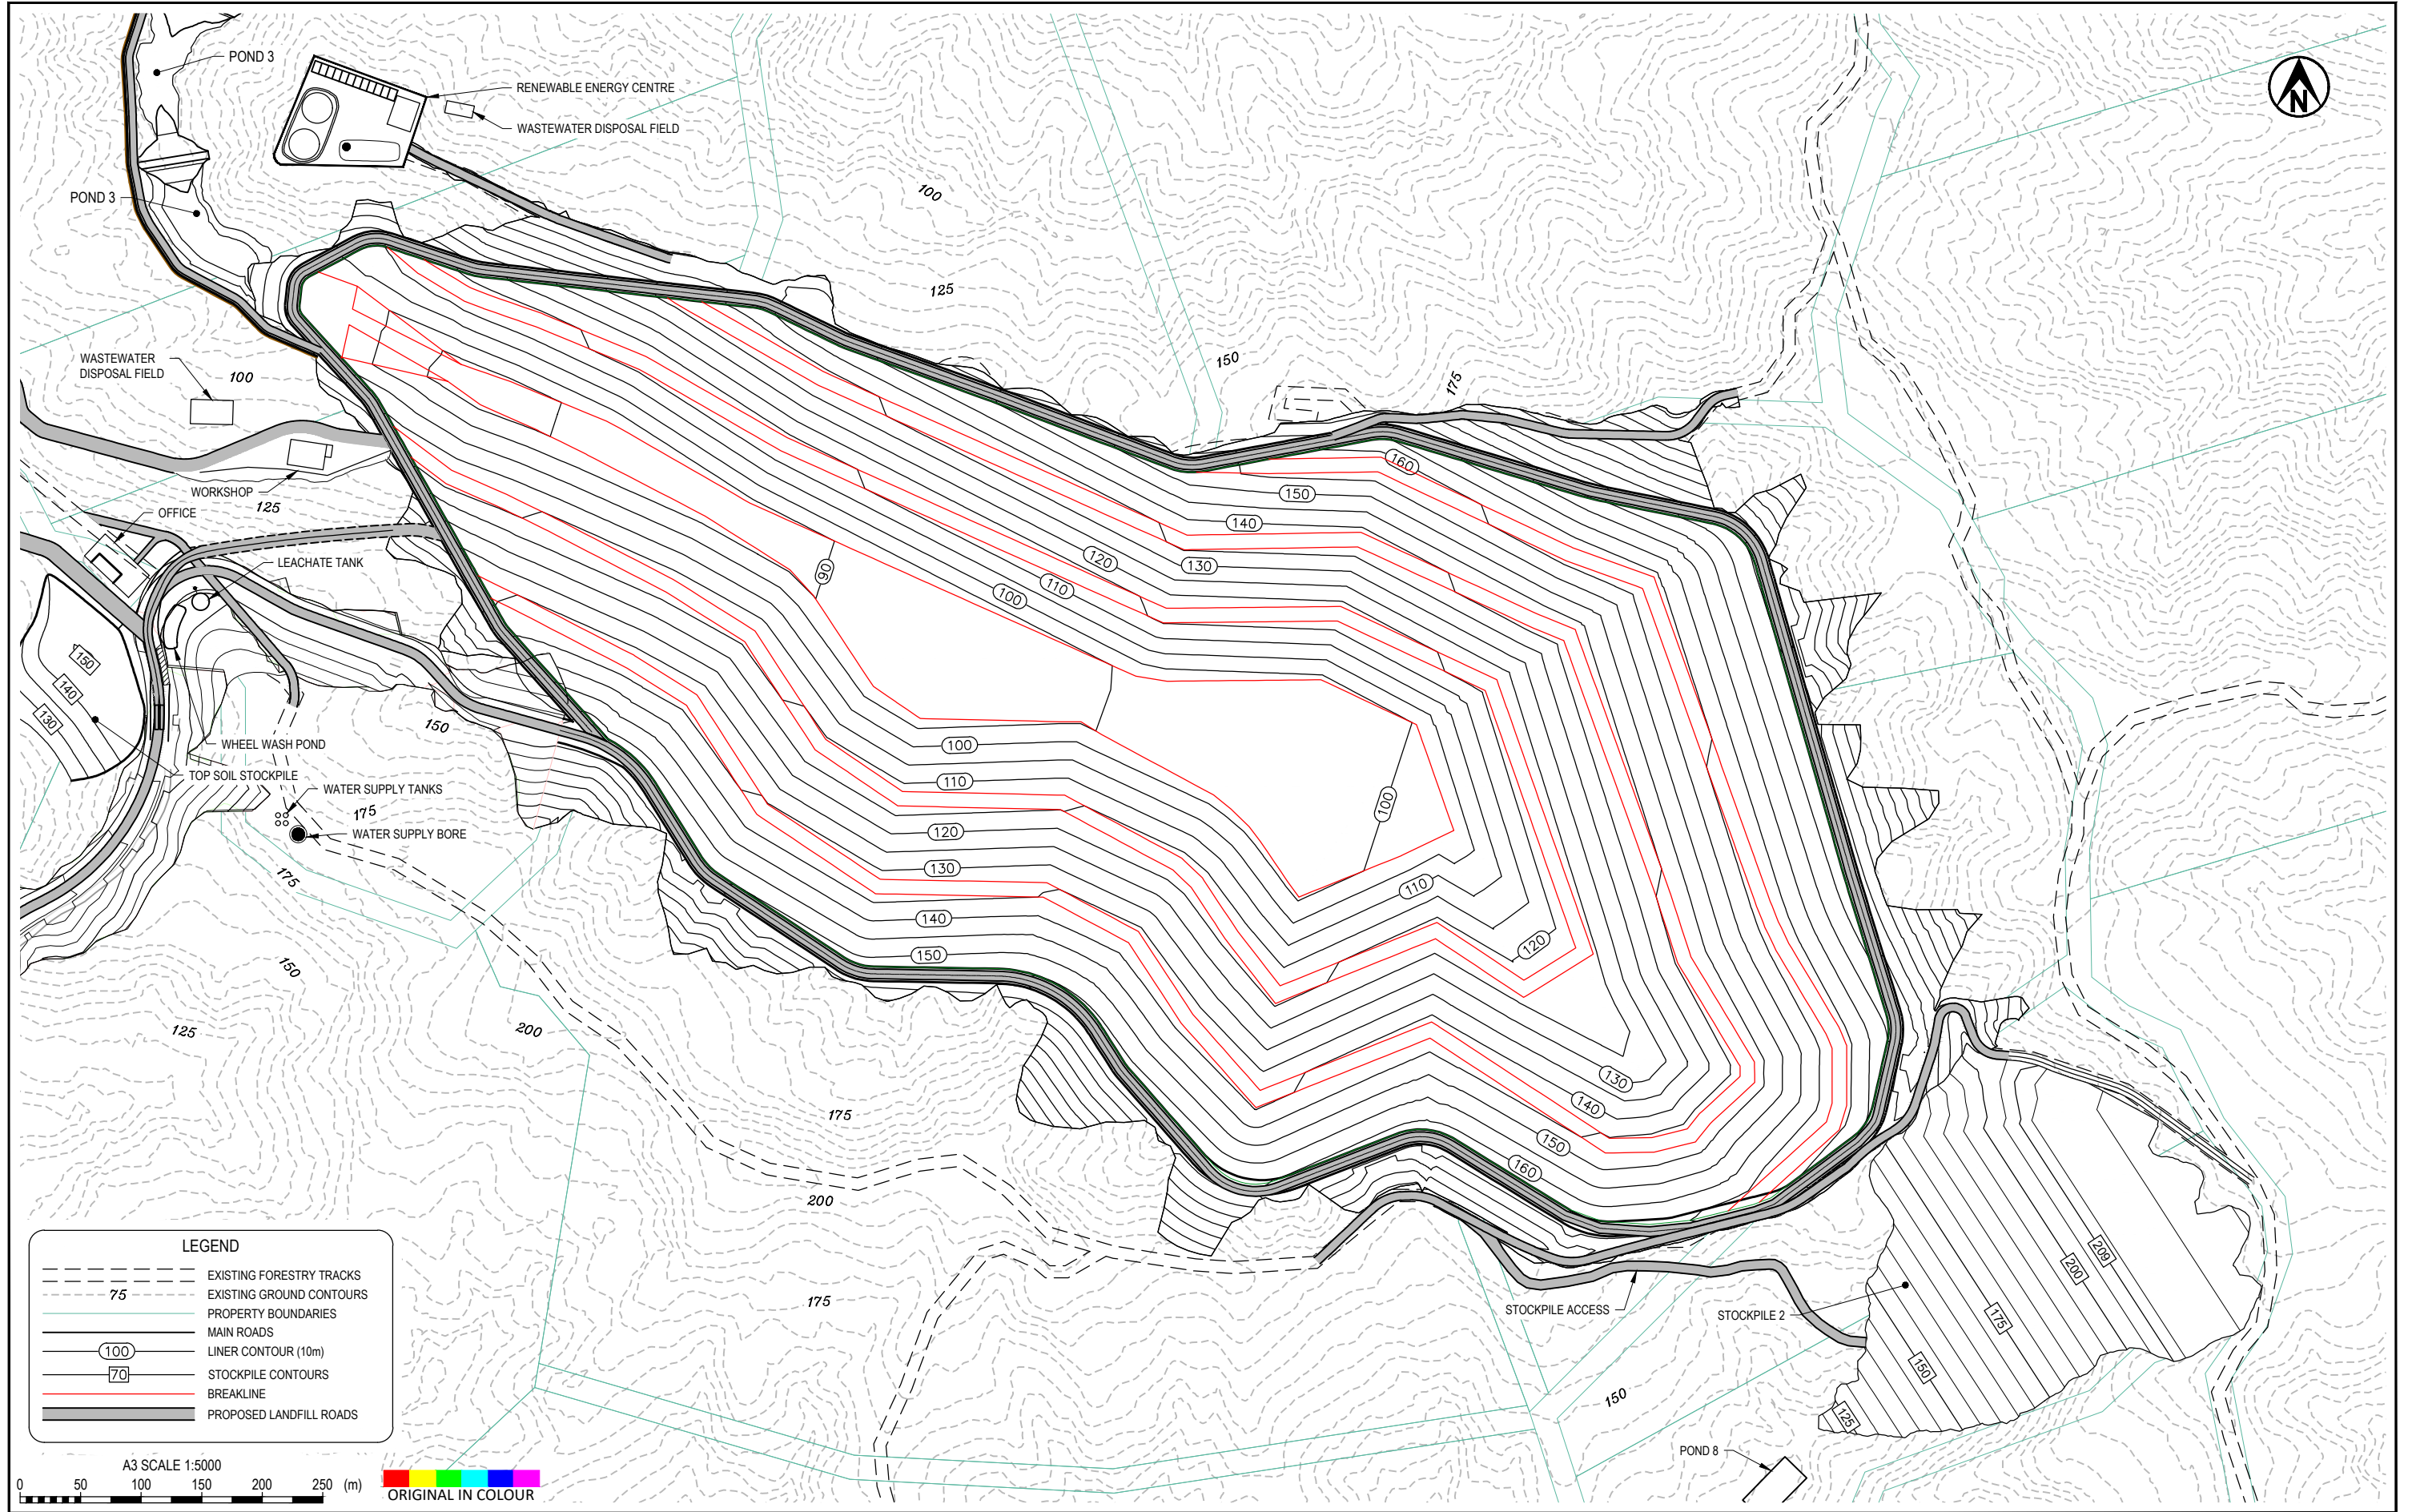 POND 3
RENEWABLE ENERGY CENTRE
WASTEWATER DISPOSAL FIELD
N
POND 3
100
125
150
175
WASTEWATER
DISPOSAL FIELD
100
160
150
140
WORKSHOP
125
OFFICE
120
130
LEACHATE TANK
90
110
100
150
140
130
150
WHEEL WASH POND
100
TOP SOIL STOCKPILE
110
WATER SUPPLY TANKS
175
100
120
WATER SUPPLY BORE
130
175
110
140
120
150
150
125
200
130
175
140
150
160
200
209
200
175
STOCKPILE ACCESS
STOCKPILE 2
175
150
150
125
POND 8
LEGEND
EXISTING FORESTRY TRACKS
75 EXISTING GROUND CONTOURS
PROPERTY BOUNDARIES
MAIN ROADS
100 LINER CONTOUR (10m)
70 STOCKPILE CONTOURS
BREAKLINE
PROPOSED LANDFILL ROADS
A3 SCALE 1:5000
0 50 100 150 200 250 (m)
ORIGINAL IN COLOUR